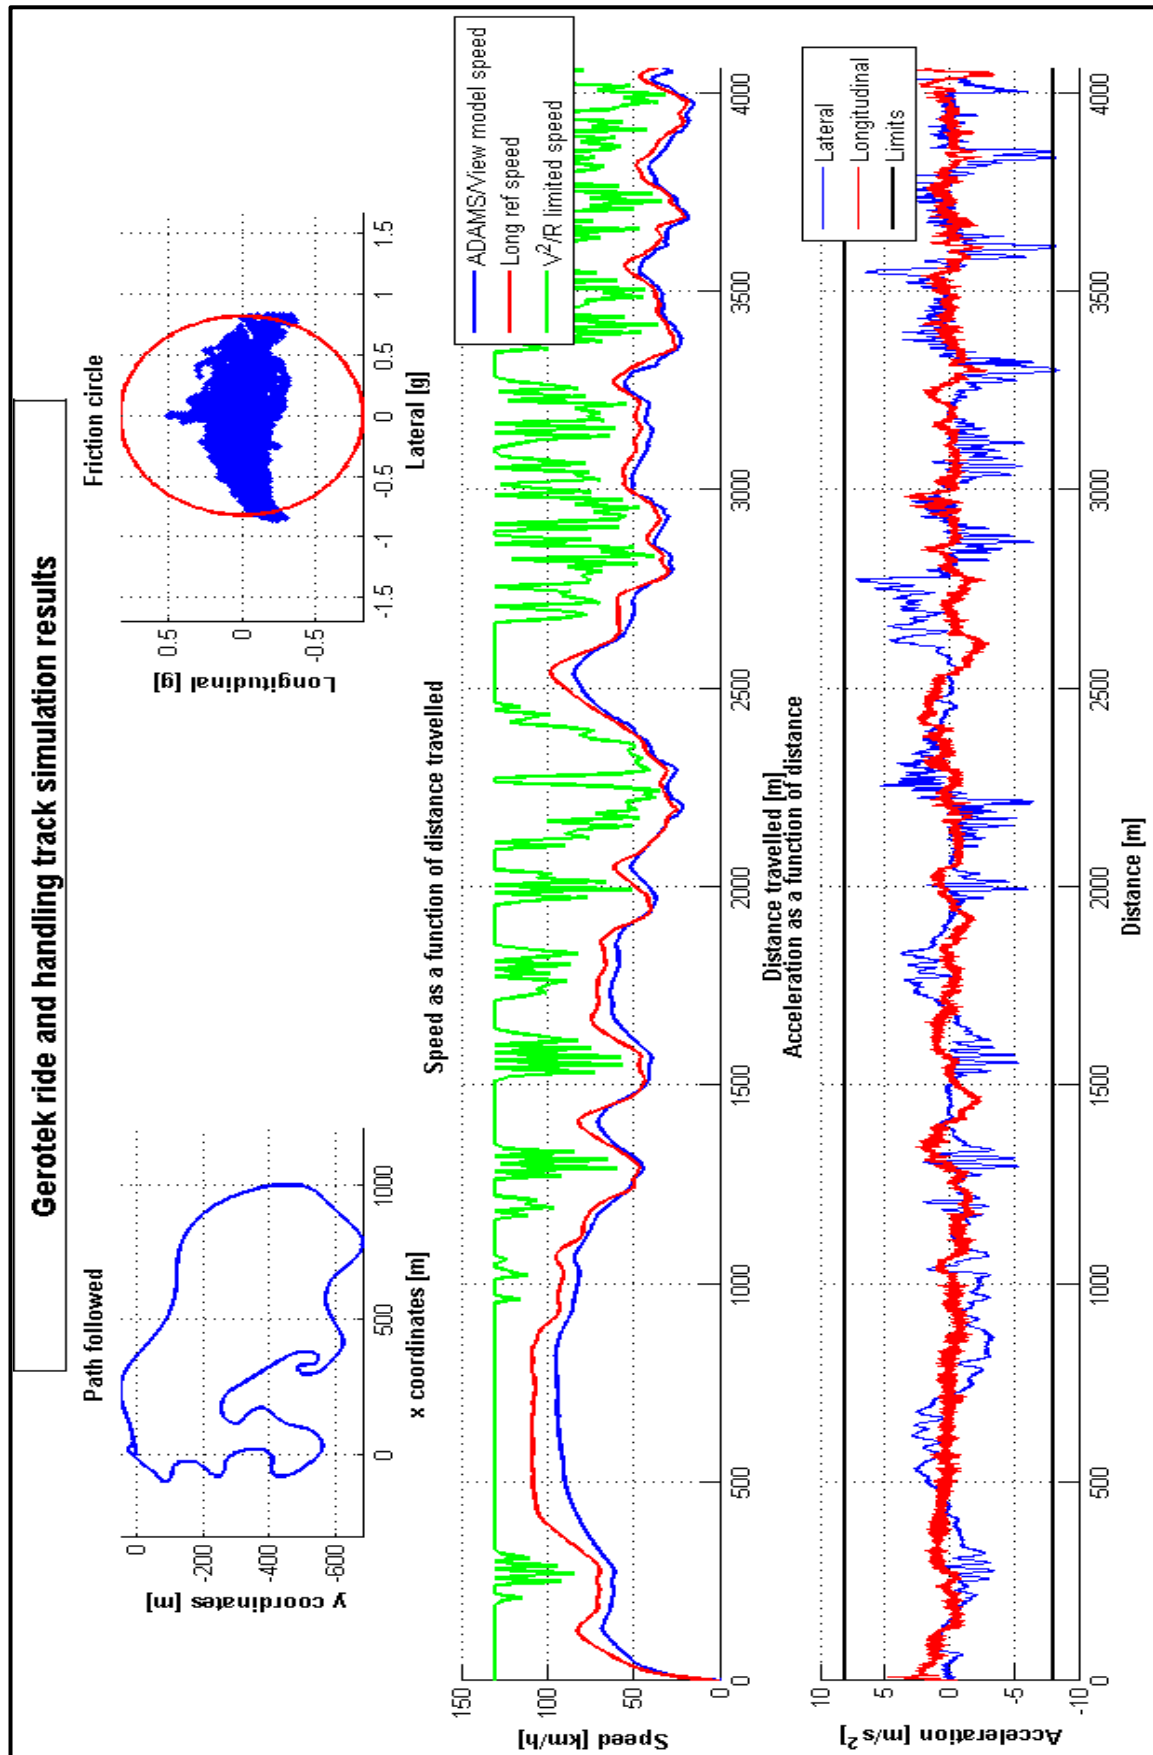 Gerotek ride and handing track simulation results
Path followed
0
-200
-400
-600
y coordinates [m]
0
500
1000
x coordinates [m]
Friction circle
0.5
0
-0.5
Longitudinal [g]
-1.5
-1
-0.5
0
0.5
1
1.5
Lateral [g]
Speed as a function of distance travelled
150
100
50
0
Speed [km/h]
ADAMS/View model speed
Long ref speed
V²/R limited speed
0
500
1000
1500
2000
2500
3000
3500
4000
Distance travelled [m]
Acceleration as a function of distance
10
5
0
-5
-10
Acceleration [m/s²]
Lateral
Longitudinal
Limits
0
500
1000
1500
2000
2500
3000
3500
4000
Distance [m]